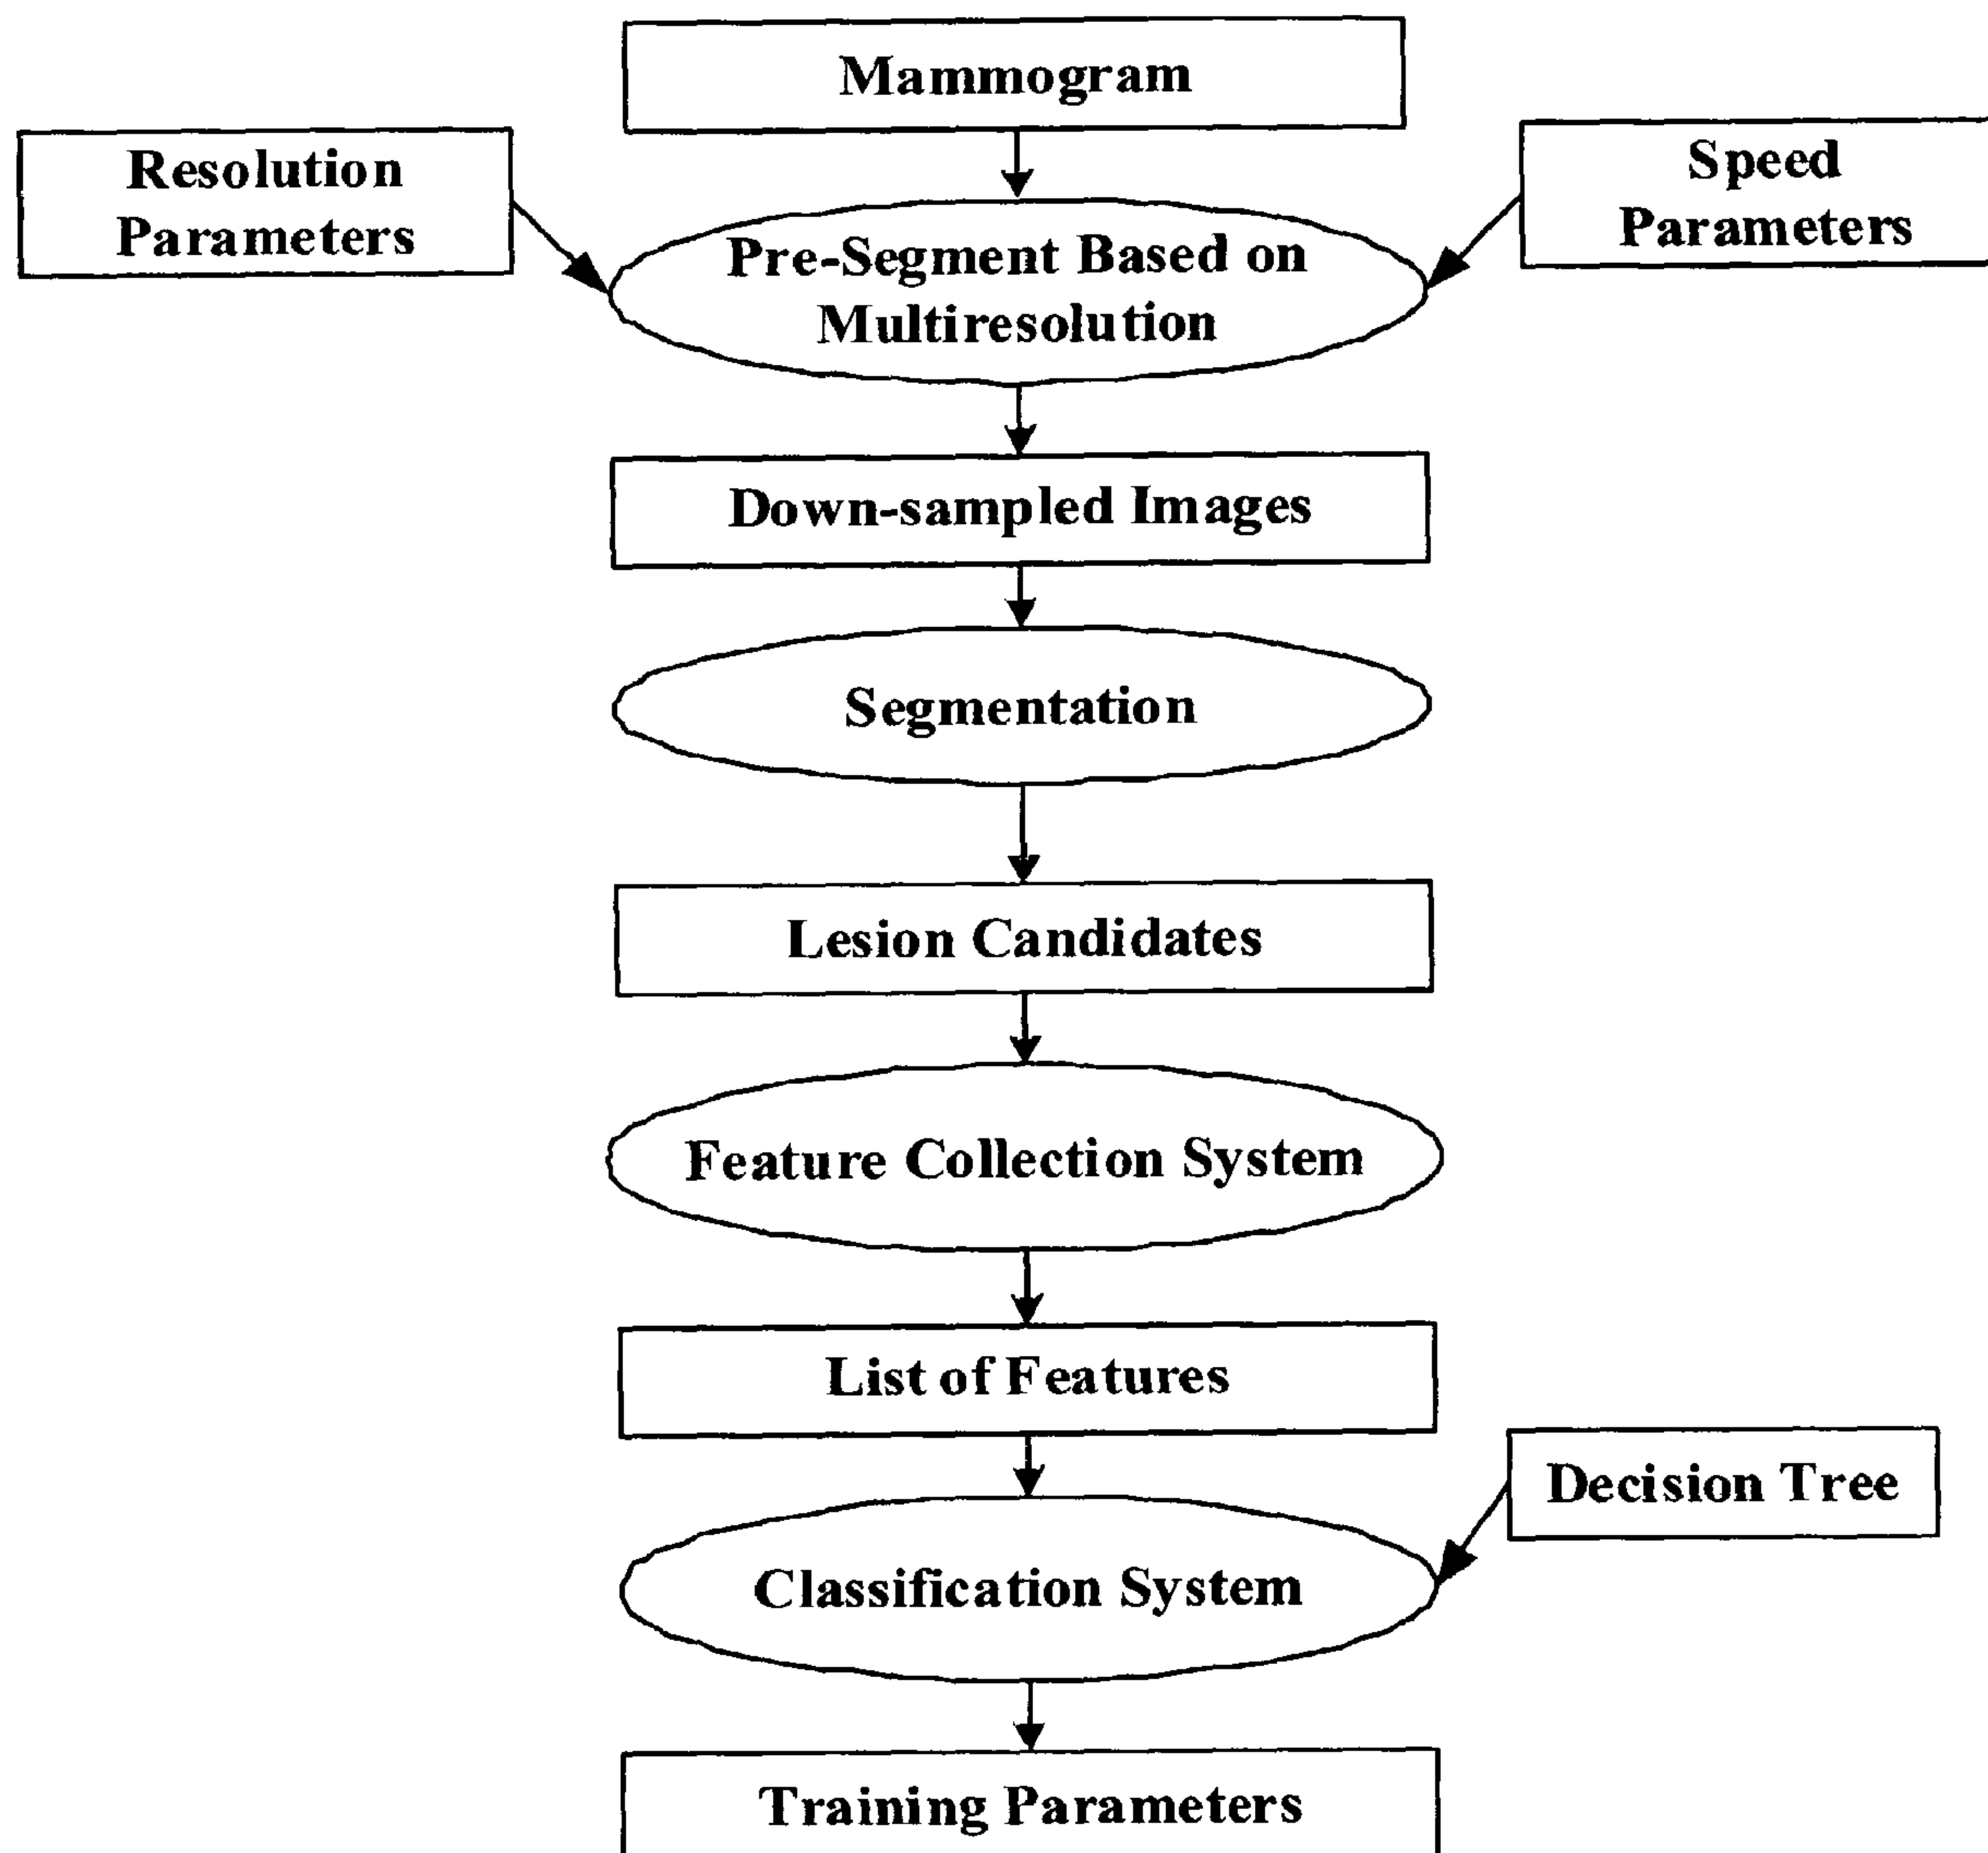 Mammogram
Resolution
Parameters
Speed
Parameters
Pre-Segment Based on
Multiresolution
Down-sampled Images
Segmentation
Lesion Candidates
Feature Collection System
List of Features
Decision Tree
Classification System
Training Parameters